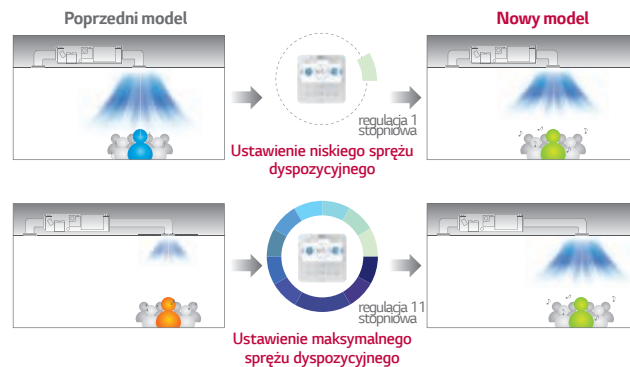 Poprzedni model
Nowy model
regulacja 1
stopniowa
Ustawienie niskiego sprężu
dyspozycyjnego
regulacja 11
stopniowa
Ustawienie maksymalnego
sprężu dyspozycyjnego